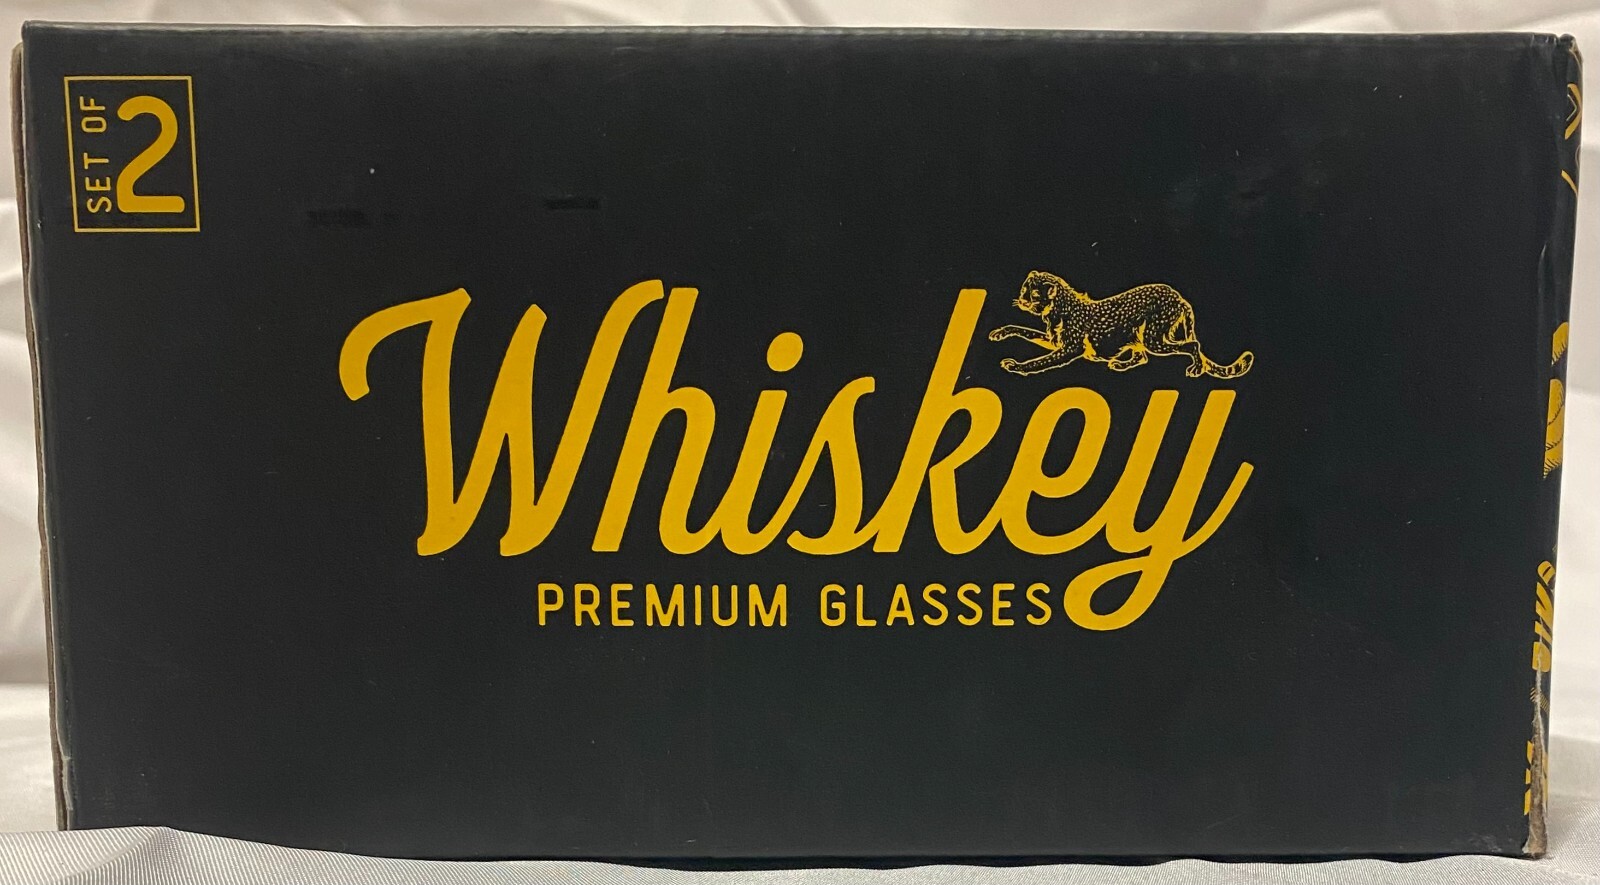 SET OF
2
Whiskey
PREMIUM GLASSES